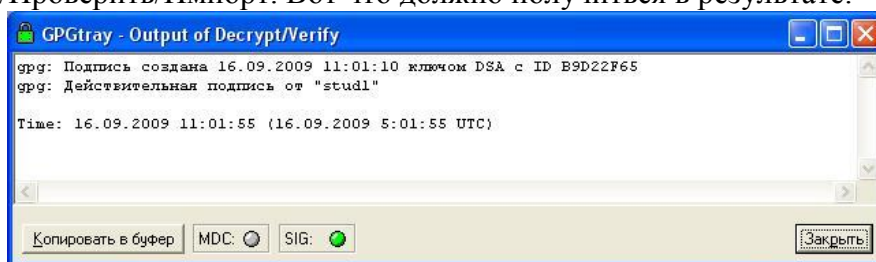 /Проверить/Импорт. Вот что должно получиться в результате:
GPGtray - Output of Decrypt/Verify
gpg: Подпись создана 16.09.2009 11:01:10 ключом DSA с ID B9D22F65
gpg: Действительная подпись от "stud1"
Time: 16.09.2009 11:01:55 (16.09.2009 5:01:55 UTC)
Копировать в буфер MDC: SIG: Закрыть